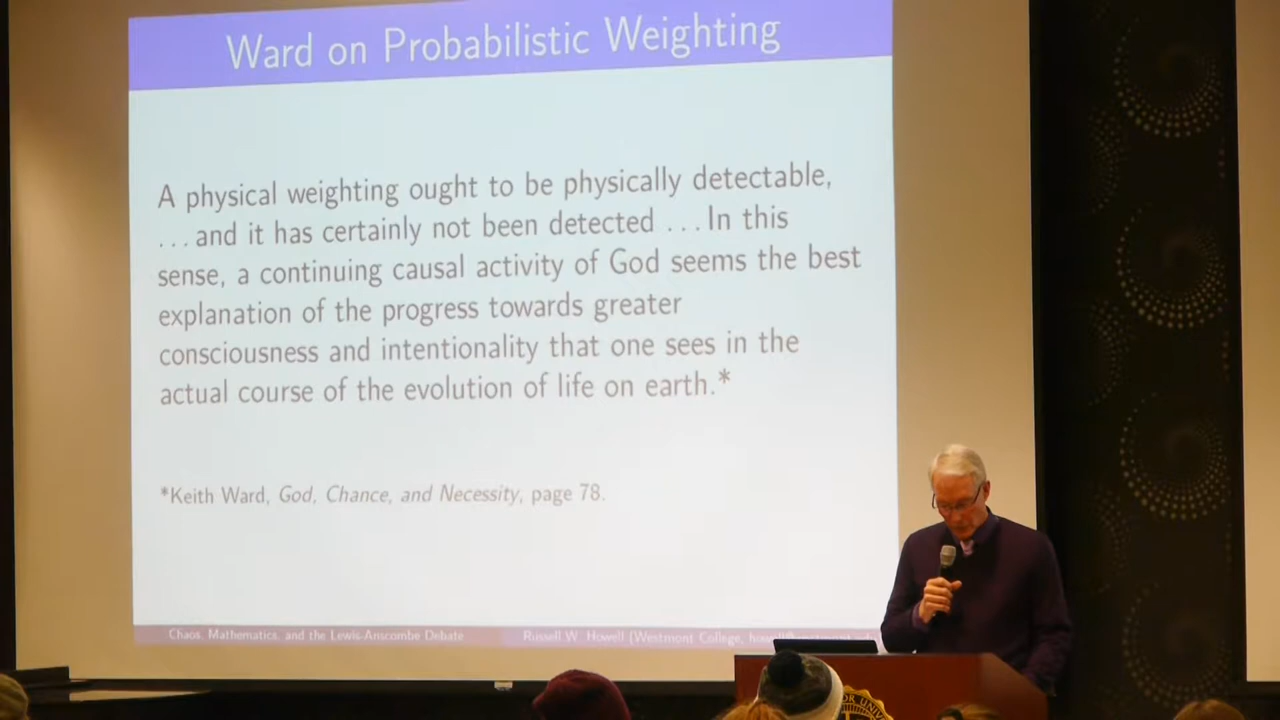 Ward on Probabilistic Weighting
A physical weighting ought to be physically detectable,
...and it has certainly not been detected ...In this
sense, a continuing causal activity of God seems the best
explanation of the progress towards greater
consciousness and intentionality that one sees in the
actual course of the evolution of life on earth.*
*Keith Ward, God, Chance, and Necessity, page 78.
Chaos, Mathematics, and the Lewis-Anscombe Debate
Russell W. Howell (Westmont College,